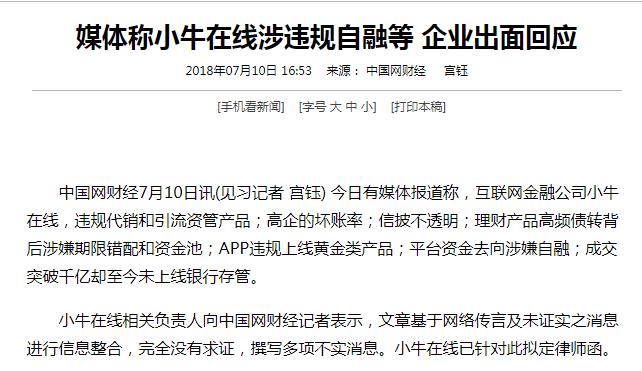 媒体称小牛在线涉违规自融等 企业出面回应
2018年07月10日 16:53 来源： 中国网财经 宫钰
[手机看新闻] [字号 大 中 小] [打印本稿]
中国网财经7月10日讯(见习记者 宫钰) 今日有媒体报道称，互联网金融公司小牛
在线，违规代销和引流资管产品；高企的坏账率；信披不透明；理财产品高频债转背
后涉嫌期限错配和资金池；APP违规上线黄金类产品；平台资金去向涉嫌自融；成交
突破千亿却至今未上线银行存管。
小牛在线相关负责人向中国网财经记者表示，文章基于网络传言及未证实之消息
进行信息整合，完全没有求证，撰写多项不实消息。小牛在线已针对此拟定律师函。